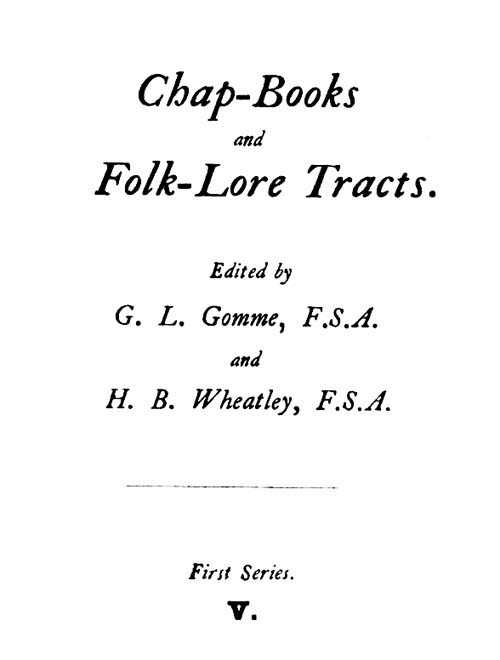 Chap-Books
and
Folk-Lore Tracts.
Edited by
G. L. Gomme, F.S.A.
and
H. B. Wheatley, F.S.A.
First Series.
V.